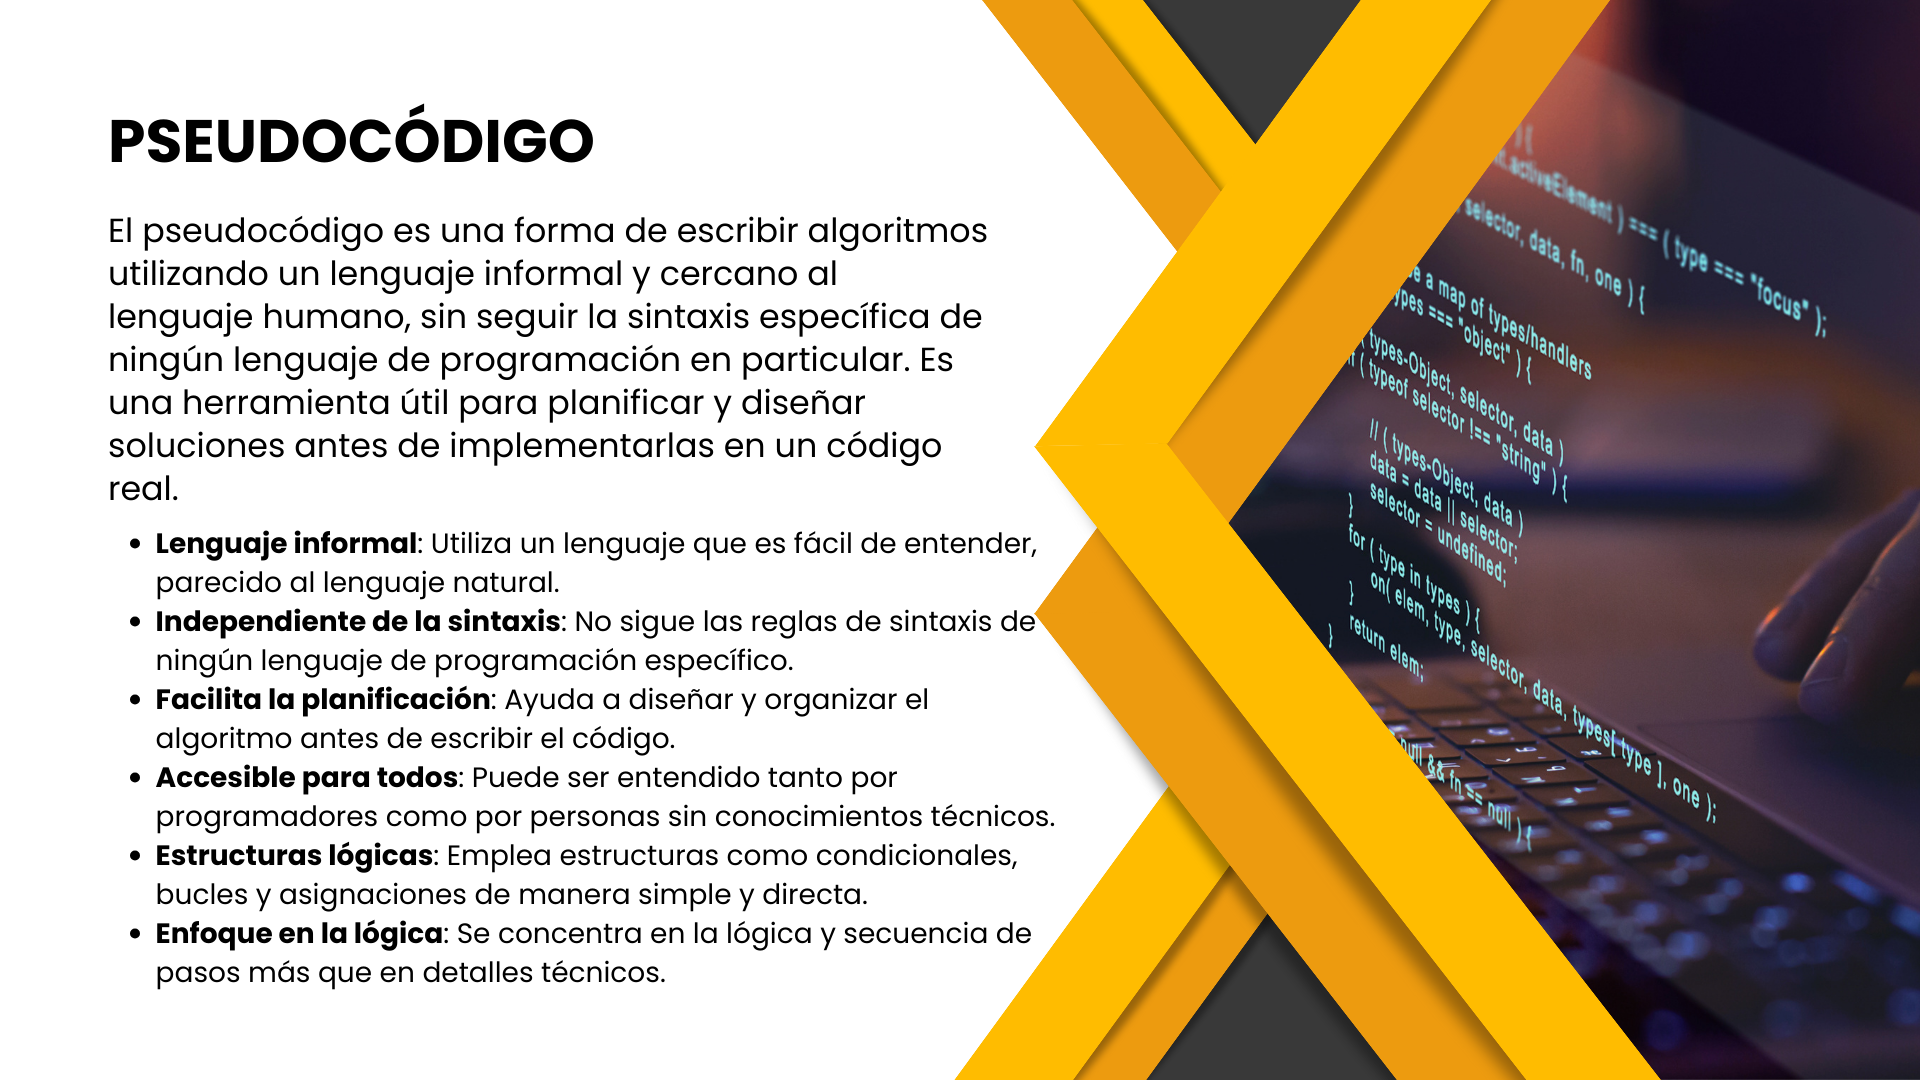 PSEUDOCÓDIGO
El pseudocódigo es una forma de escribir algoritmos
utilizando un lenguaje informal y cercano al
lenguaje humano, sin seguir la sintaxis específica de
ningún lenguaje de programación en particular. Es
una herramienta útil para planificar y diseñar
soluciones antes de implementarlas en un código
real.
• Lenguaje informal: Utiliza un lenguaje que es fácil de entender,
parecido al lenguaje natural.
• Independiente de la sintaxis: No sigue las reglas de sintaxis de
ningún lenguaje de programación específico.
• Facilita la planificación: Ayuda a diseñar y organizar el
algoritmo antes de escribir el código.
• Accesible para todos: Puede ser entendido tanto por
programadores como por personas sin conocimientos técnicos.
• Estructuras lógicas: Emplea estructuras como condicionales,
bucles y asignaciones de manera simple y directa.
• Enfoque en la lógica: Se concentra en la lógica y secuencia de
pasos más que en detalles técnicos.
) {
.activeElement ) === ( type === "focus" );
selector, data, fn, one ) {
a map of types/handlers
types === "object" ) {
( types-Object, selector, data )
( typeof selector !== "string" ) {
// ( types-Object, data )
data = data || selector;
selector = undefined;
}
for ( type in types ) {
on( elem, type, selector, data, types[ type ], one );
}
return elem;
}
null && fn == null ) {